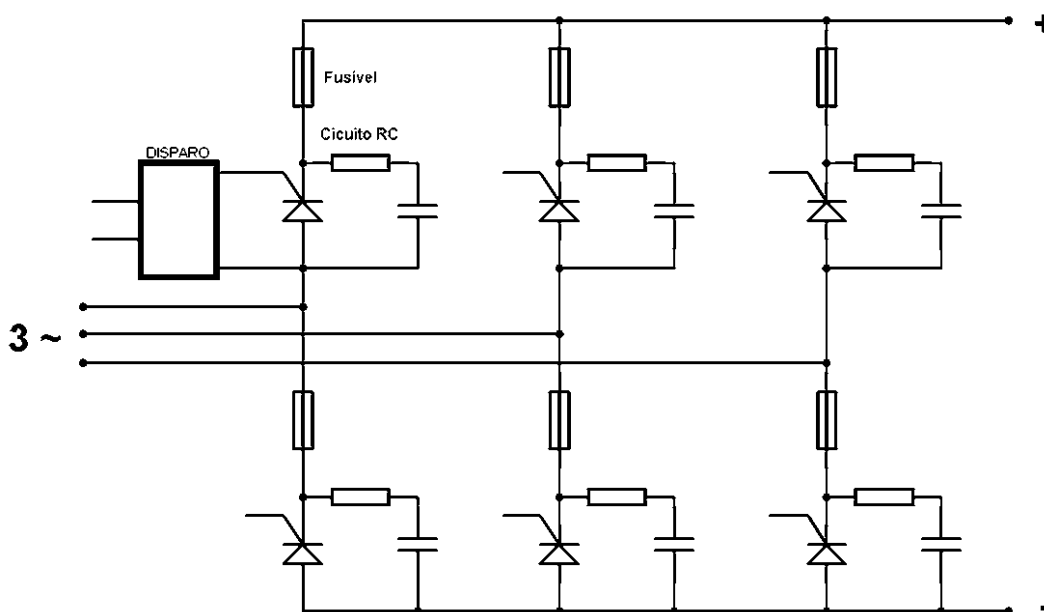 +
Fusível
Cicuito RC
DISPARO
3 ~
-